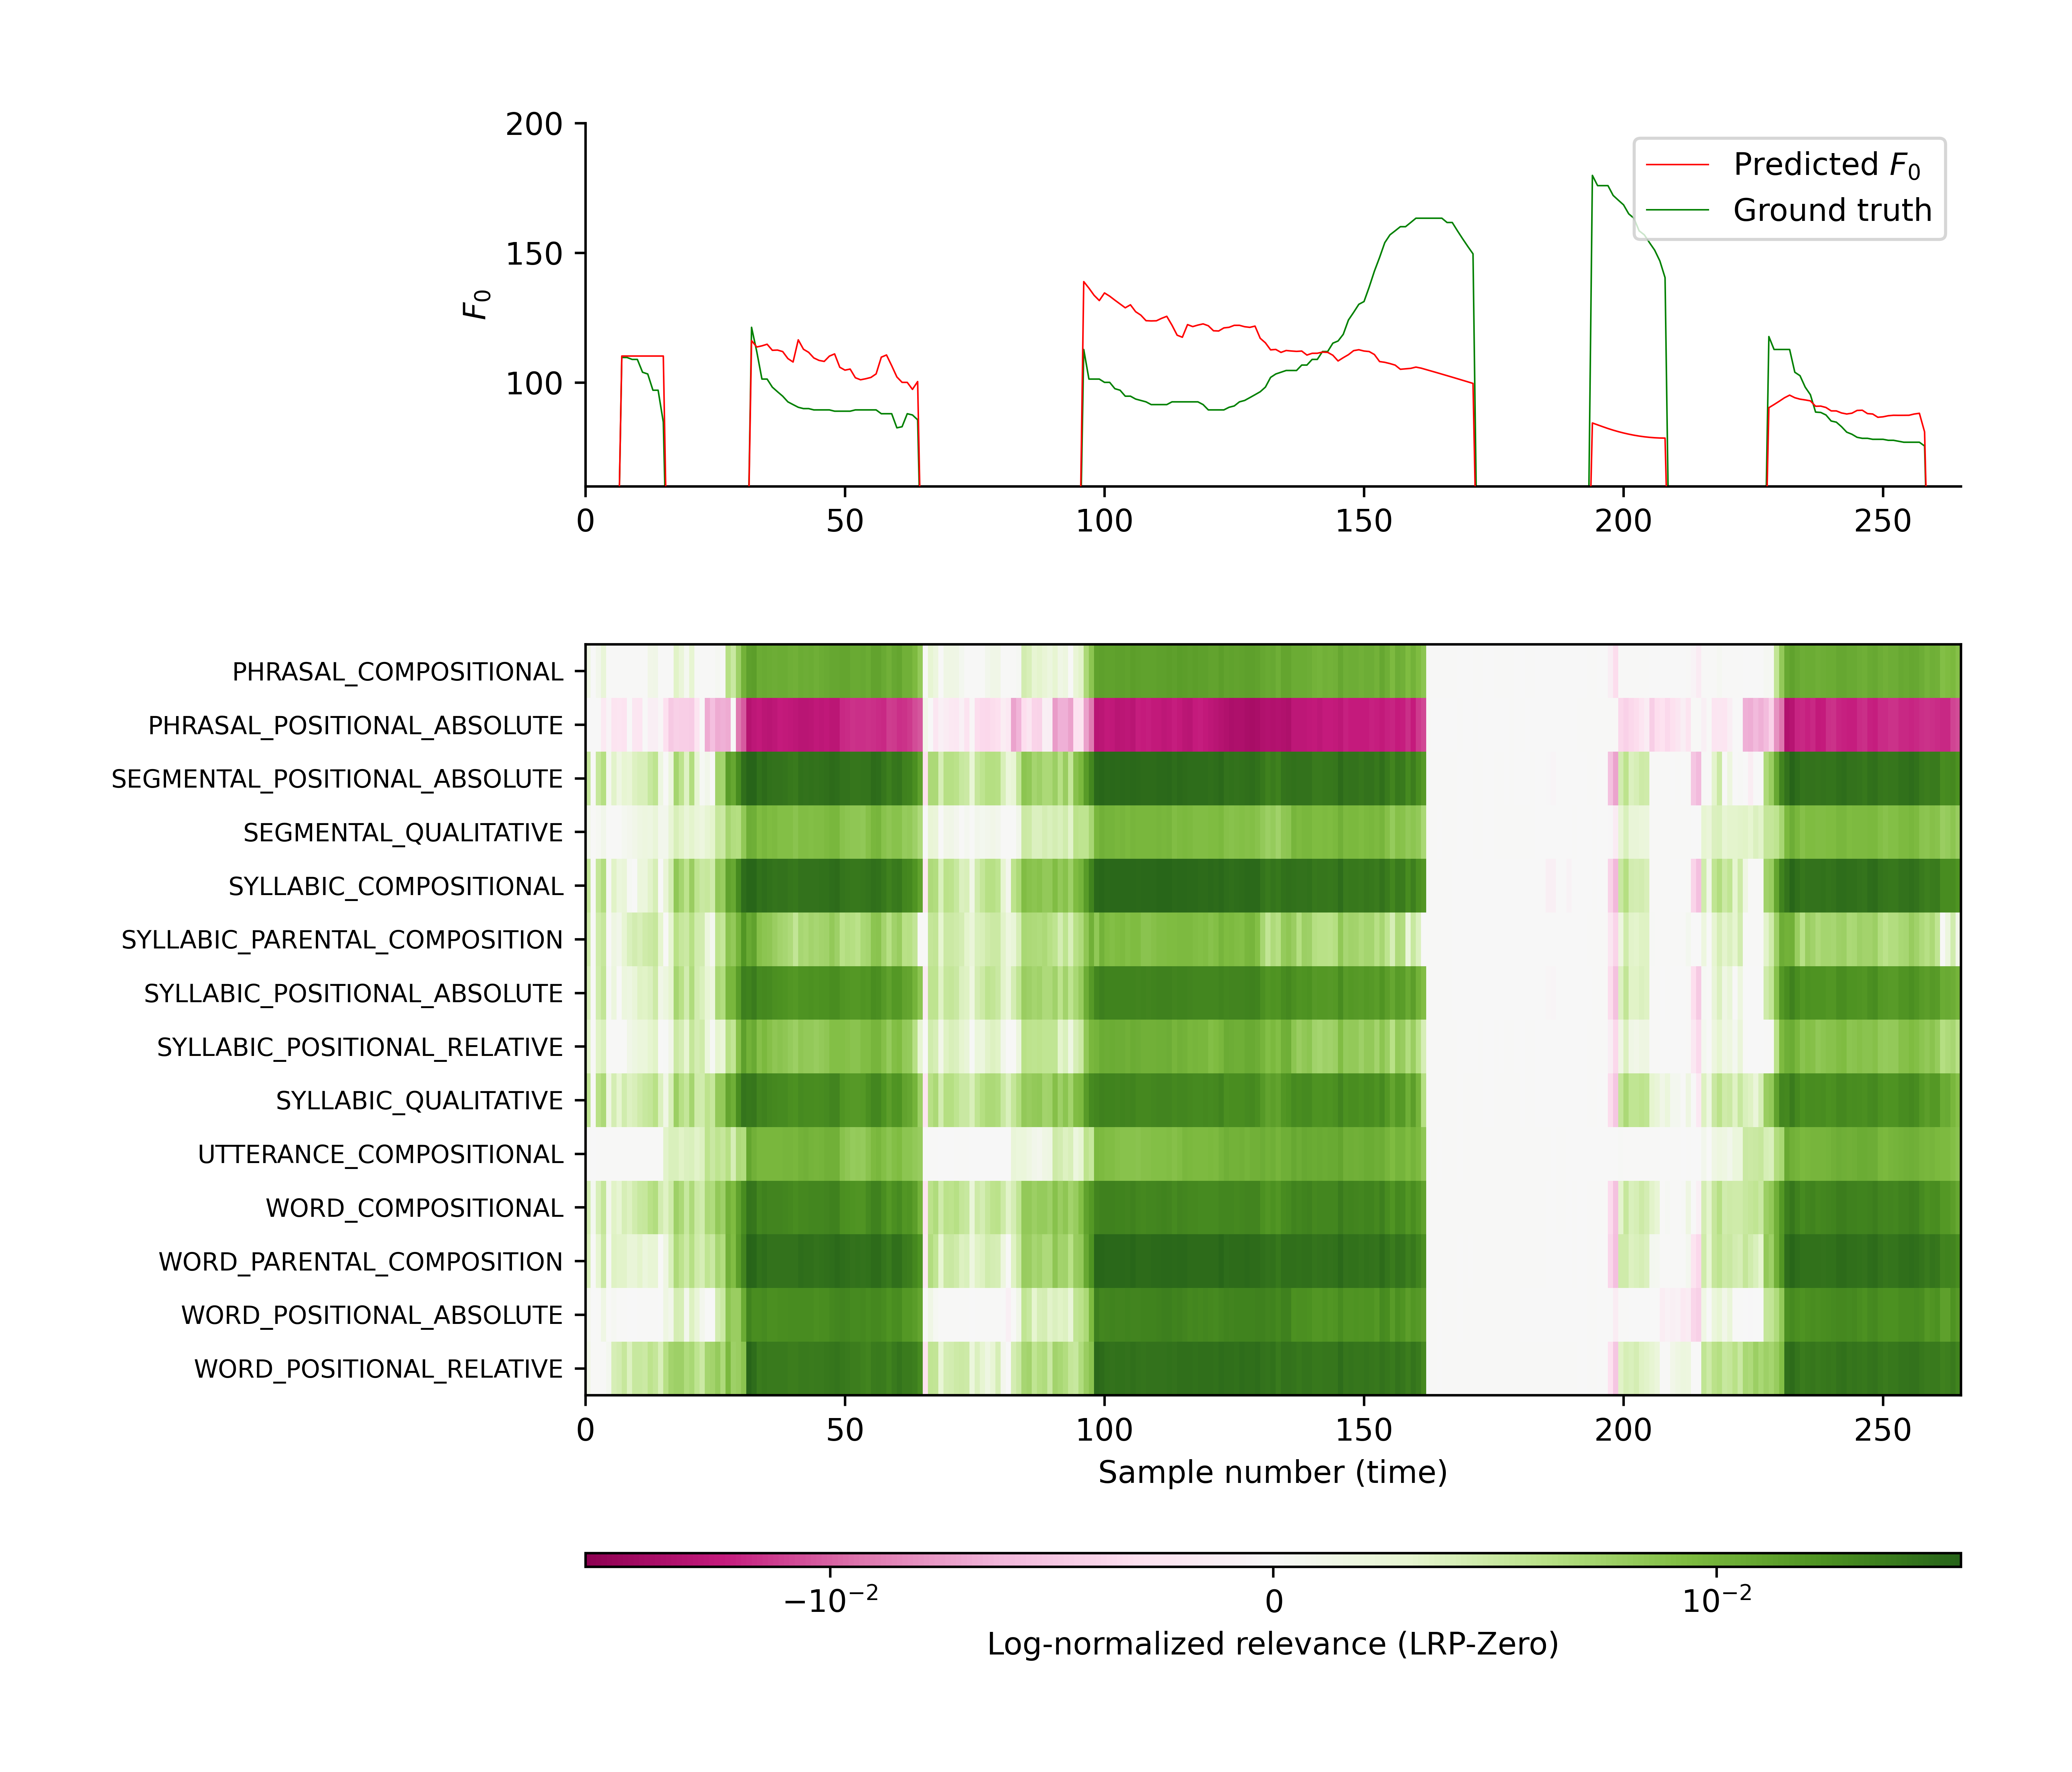 200
150
100
F₀
Predicted F₀
Ground truth
0 50 100 150 200 250
PHRASAL_COMPOSITIONAL
PHRASAL_POSITIONAL_ABSOLUTE
SEGMENTAL_POSITIONAL_ABSOLUTE
SEGMENTAL_QUALITATIVE
SYLLABIC_COMPOSITIONAL
SYLLABIC_PARENTAL_COMPOSITION
SYLLABIC_POSITIONAL_ABSOLUTE
SYLLABIC_POSITIONAL_RELATIVE
SYLLABIC_QUALITATIVE
UTTERANCE_COMPOSITIONAL
WORD_COMPOSITIONAL
WORD_PARENTAL_COMPOSITION
WORD_POSITIONAL_ABSOLUTE
WORD_POSITIONAL_RELATIVE
0 50 100 150 200 250
Sample number (time)
−10⁻² 0 10⁻²
Log-normalized relevance (LRP-Zero)